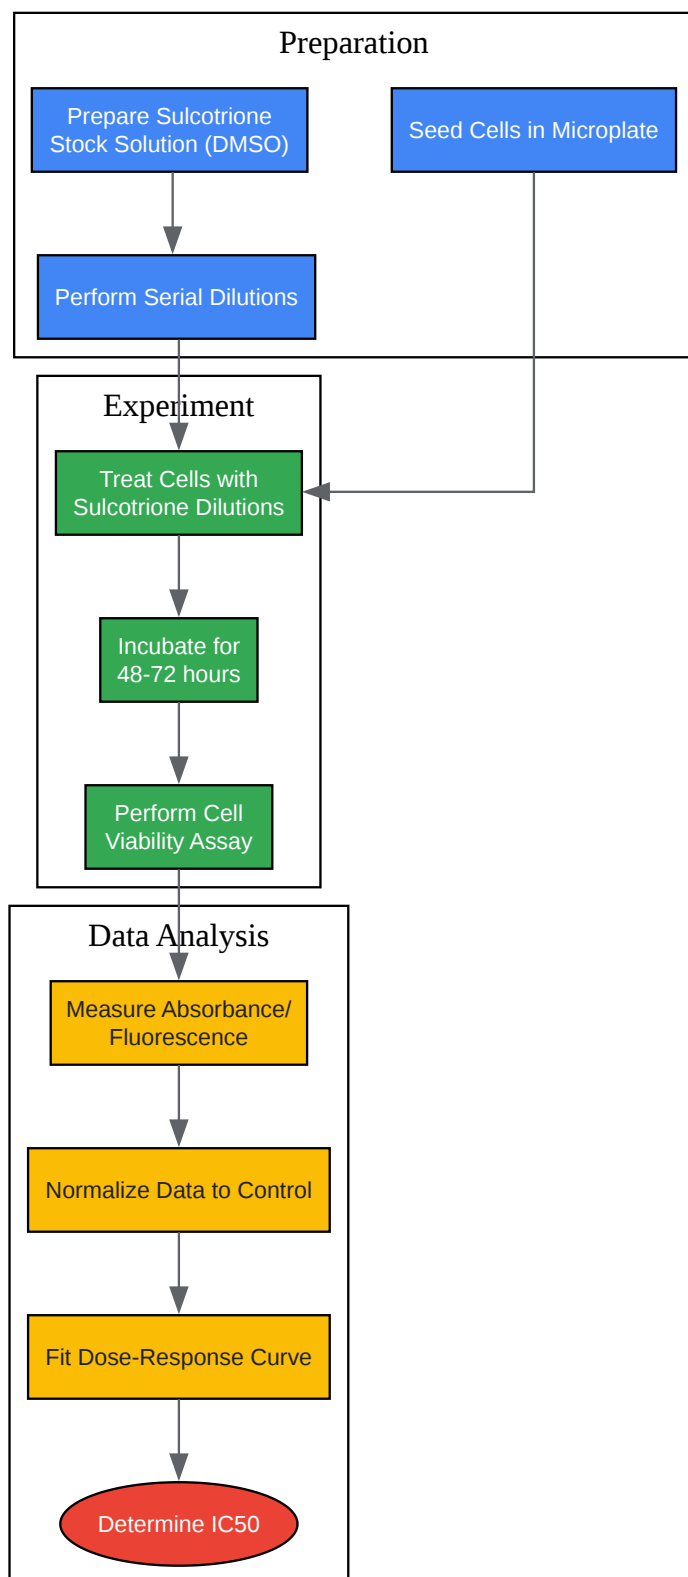 Preparation
Prepare Sulcotrione
Stock Solution (DMSO)
Seed Cells in Microplate
Perform Serial Dilutions
Experiment
Treat Cells with
Sulcotrione Dilutions
Incubate for
48-72 hours
Perform Cell
Viability Assay
Data Analysis
Measure Absorbance/
Fluorescence
Normalize Data to Control
Fit Dose-Response Curve
Determine IC50